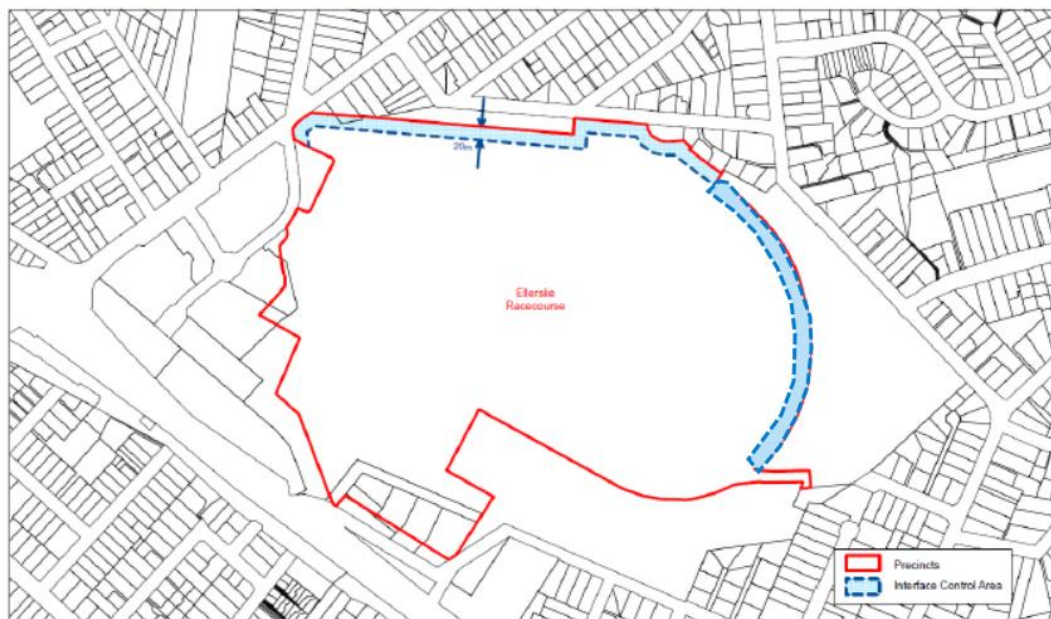 20m
Ellerslie
Racecourse
Precincts
Interface Control Area